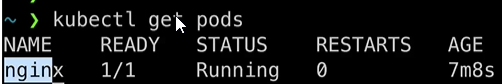 ~ ❯ kubectl get pods
NAME READY STATUS RESTARTS AGE
nginx 1/1 Running 0 7m8s